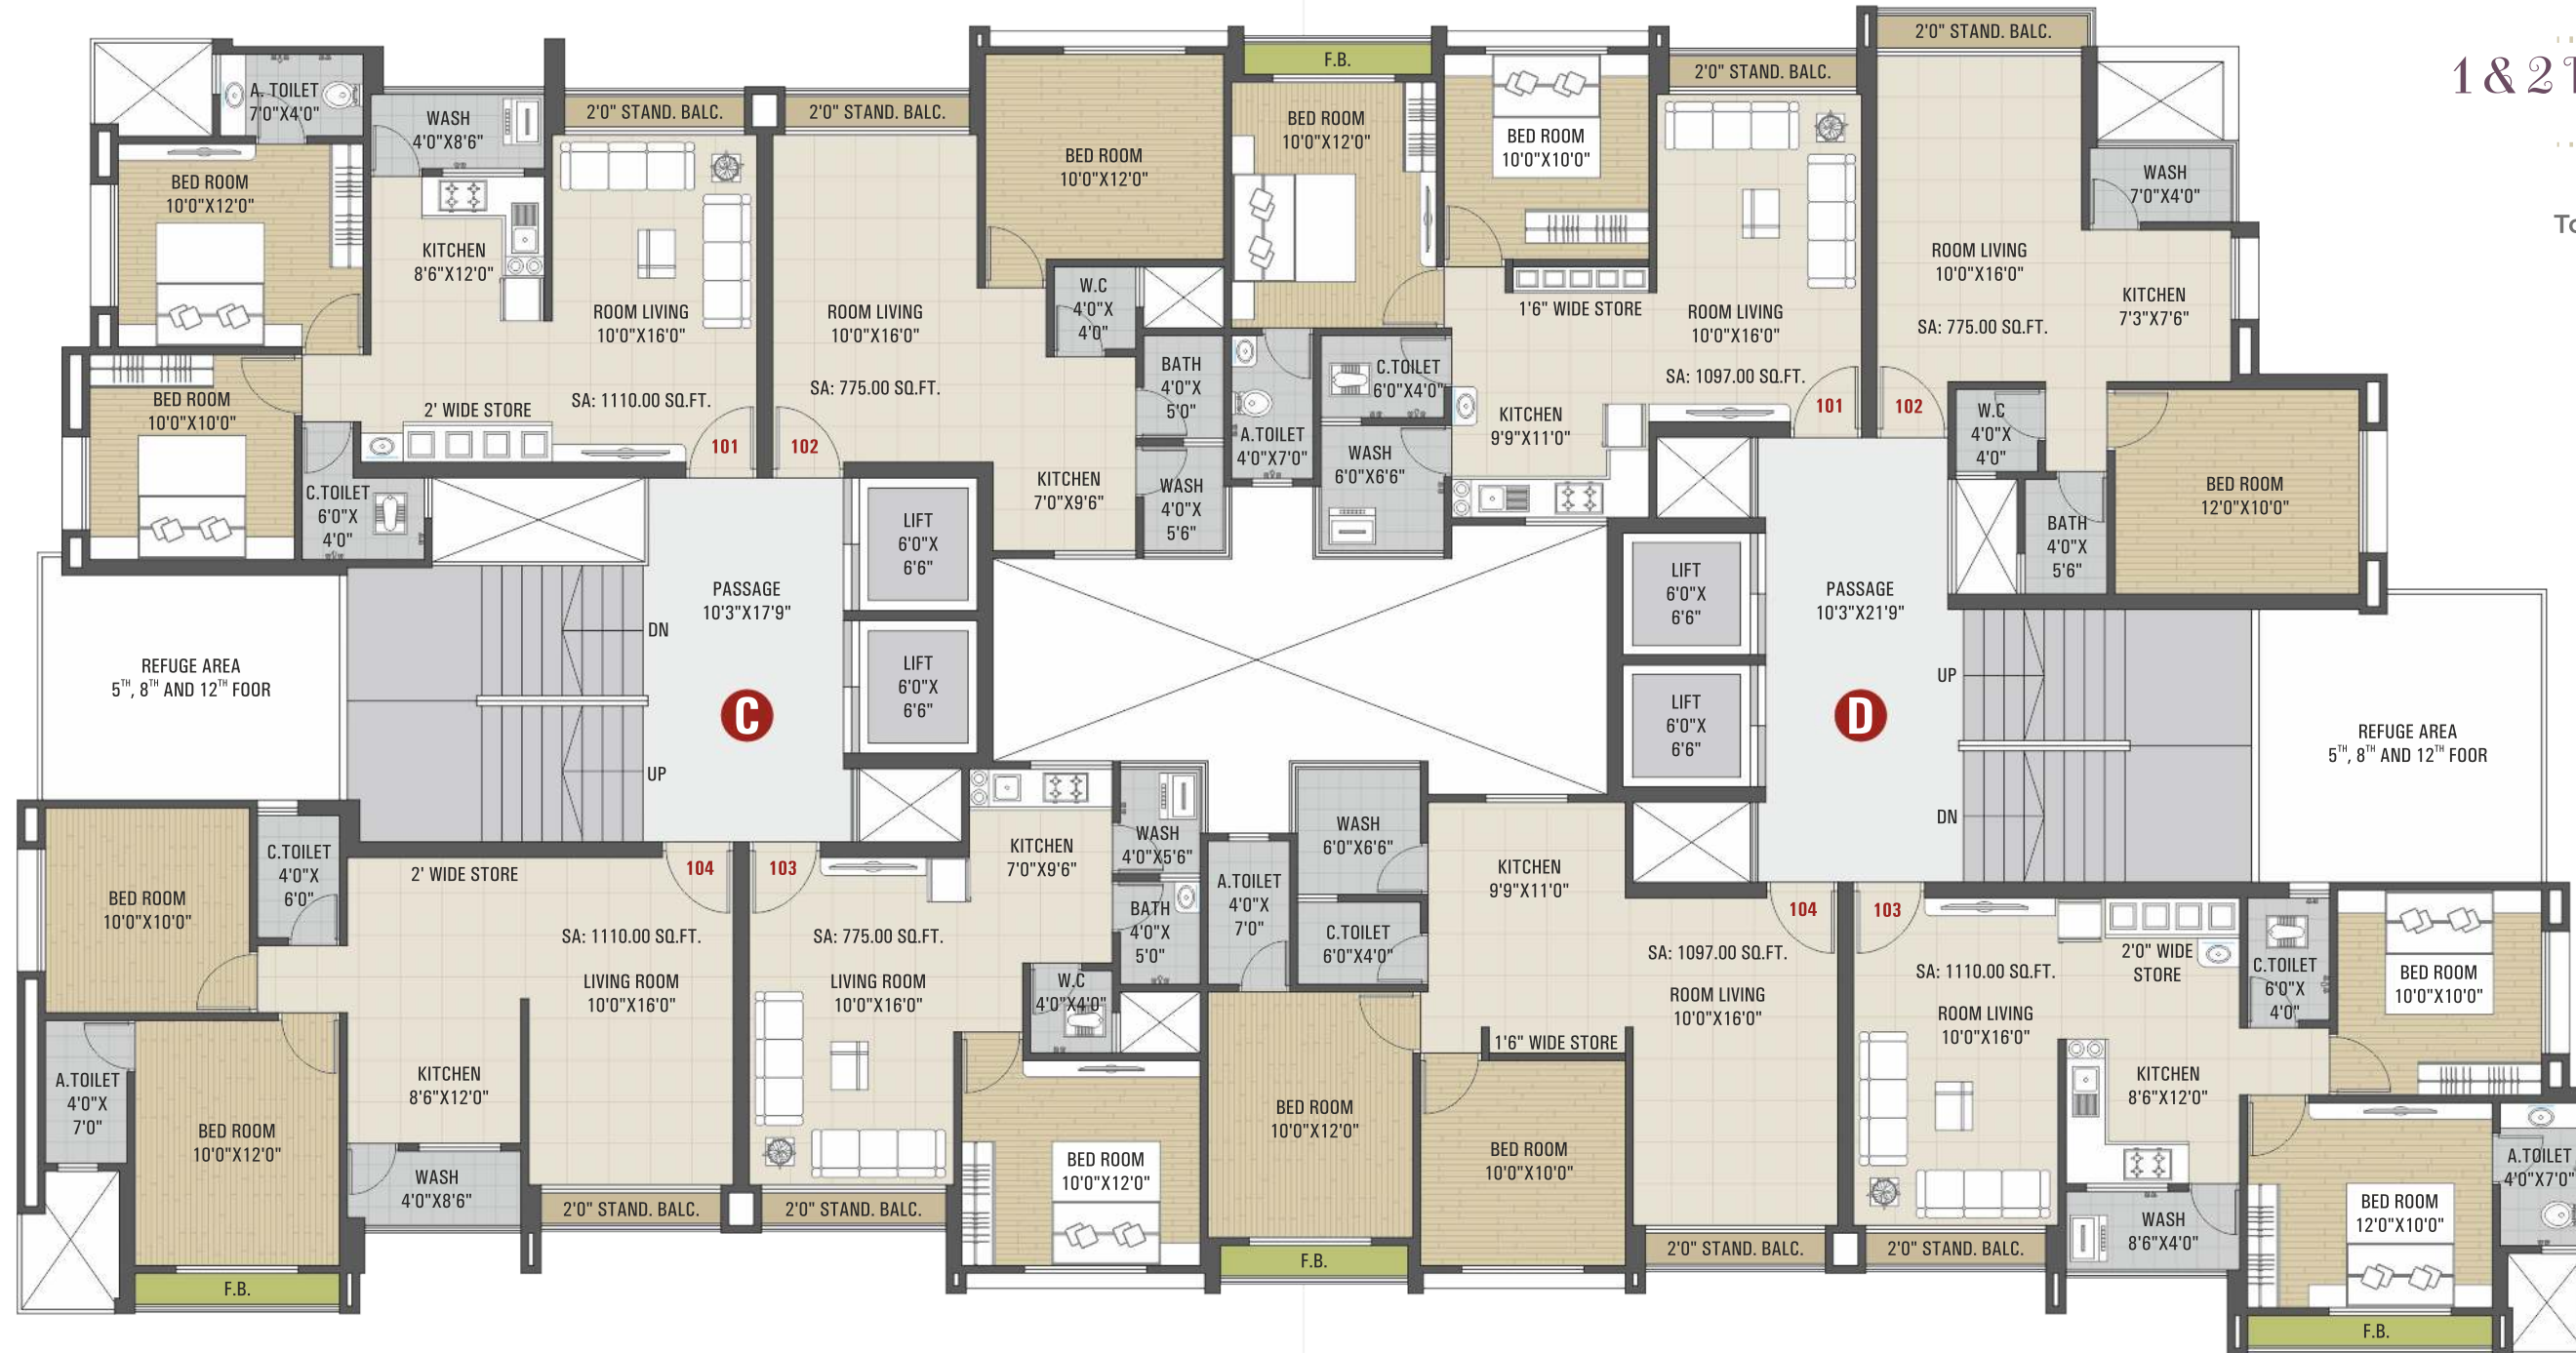 1 & 2
To
A. TOILET
7'0"X4'0"
WASH
4'0"X8'6"
2'0" STAND. BALC.
2'0" STAND. BALC.
BED ROOM
10'0"X12'0"
KITCHEN
8'6"X12'0"
ROOM LIVING
10'0"X16'0"
SA: 1110.00 SQ.FT.
101
BED ROOM
10'0"X10'0"
2' WIDE STORE
C.TOILET
6'0"X
4'0"
ROOM LIVING
10'0"X16'0"
SA: 775.00 SQ.FT.
102
BED ROOM
10'0"X12'0"
W.C
4'0"X
4'0"
BATH
4'0"X
5'0"
WASH
4'0"X
5'6"
KITCHEN
7'0"X9'6"
F.B.
BED ROOM
10'0"X12'0"
BED ROOM
10'0"X10'0"
2'0" STAND. BALC.
1'6" WIDE STORE
ROOM LIVING
10'0"X16'0"
SA: 1097.00 SQ.FT.
101
C.TOILET
6'0"X4'0"
A.TOILET
4'0"X7'0"
WASH
6'0"X6'6"
KITCHEN
9'9"X11'0"
2'0" STAND. BALC.
WASH
7'0"X4'0"
ROOM LIVING
10'0"X16'0"
KITCHEN
7'3"X7'6"
SA: 775.00 SQ.FT.
102
W.C
4'0"X
4'0"
BED ROOM
12'0"X10'0"
BATH
4'0"X
5'6"
REFUGE AREA
5TH, 8TH AND 12TH FOOR
DN
UP
PASSAGE
10'3"X17'9"
C
LIFT
6'0"X
6'6"
LIFT
6'0"X
6'6"
LIFT
6'0"X
6'6"
LIFT
6'0"X
6'6"
PASSAGE
10'3"X21'9"
D
UP
DN
REFUGE AREA
5TH, 8TH AND 12TH FOOR
BED ROOM
10'0"X10'0"
C.TOILET
4'0"X
6'0"
2' WIDE STORE
104
SA: 1110.00 SQ.FT.
LIVING ROOM
10'0"X16'0"
A.TOILET
4'0"X
7'0"
BED ROOM
10'0"X12'0"
KITCHEN
8'6"X12'0"
WASH
4'0"X8'6"
2'0" STAND. BALC.
F.B.
103
KITCHEN
7'0"X9'6"
WASH
4'0"X5'6"
BATH
4'0"X
5'0"
SA: 775.00 SQ.FT.
LIVING ROOM
10'0"X16'0"
W.C
4'0"X4'0"
BED ROOM
10'0"X12'0"
2'0" STAND. BALC.
A.TOILET
4'0"X
7'0"
WASH
6'0"X6'6"
C.TOILET
6'0"X4'0"
KITCHEN
9'9"X11'0"
104
SA: 1097.00 SQ.FT.
ROOM LIVING
10'0"X16'0"
1'6" WIDE STORE
BED ROOM
10'0"X12'0"
BED ROOM
10'0"X10'0"
F.B.
2'0" STAND. BALC.
103
2'0" WIDE
STORE
SA: 1110.00 SQ.FT.
ROOM LIVING
10'0"X16'0"
C.TOILET
6'0"X
4'0"
BED ROOM
10'0"X10'0"
KITCHEN
8'6"X12'0"
WASH
8'6"X4'0"
2'0" STAND. BALC.
A.TOILET
4'0"X7'0"
BED ROOM
12'0"X10'0"
F.B.